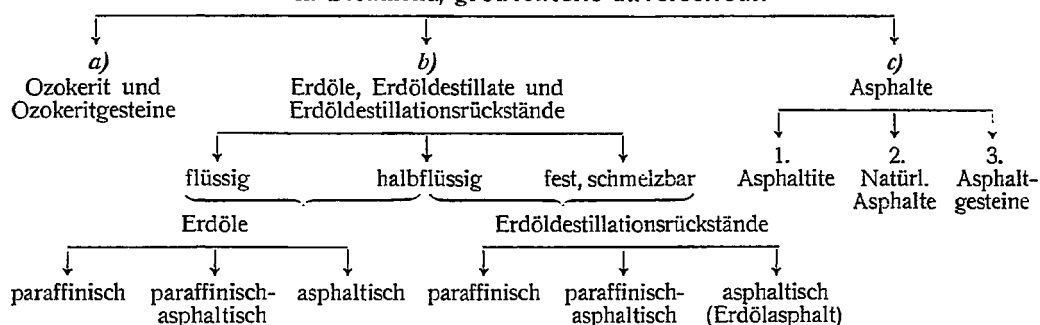 a)
Ozokerit und
Ozokeritgesteine
b)
Erdöle, Erdöldestillate und
Erdöldestillationsrückstände
c)
Asphalte
flüssig halbflüssig fest, schmelzbar
1. Asphaltite
2. Natürl. Asphalte
3. Asphalt-
gesteine
Erdöle Erdöldestillationsrückstände
paraffinisch
paraffinisch-
asphaltisch
asphaltisch
paraffinisch
paraffinisch-
asphaltisch
asphaltisch
(Erdölasphalt)